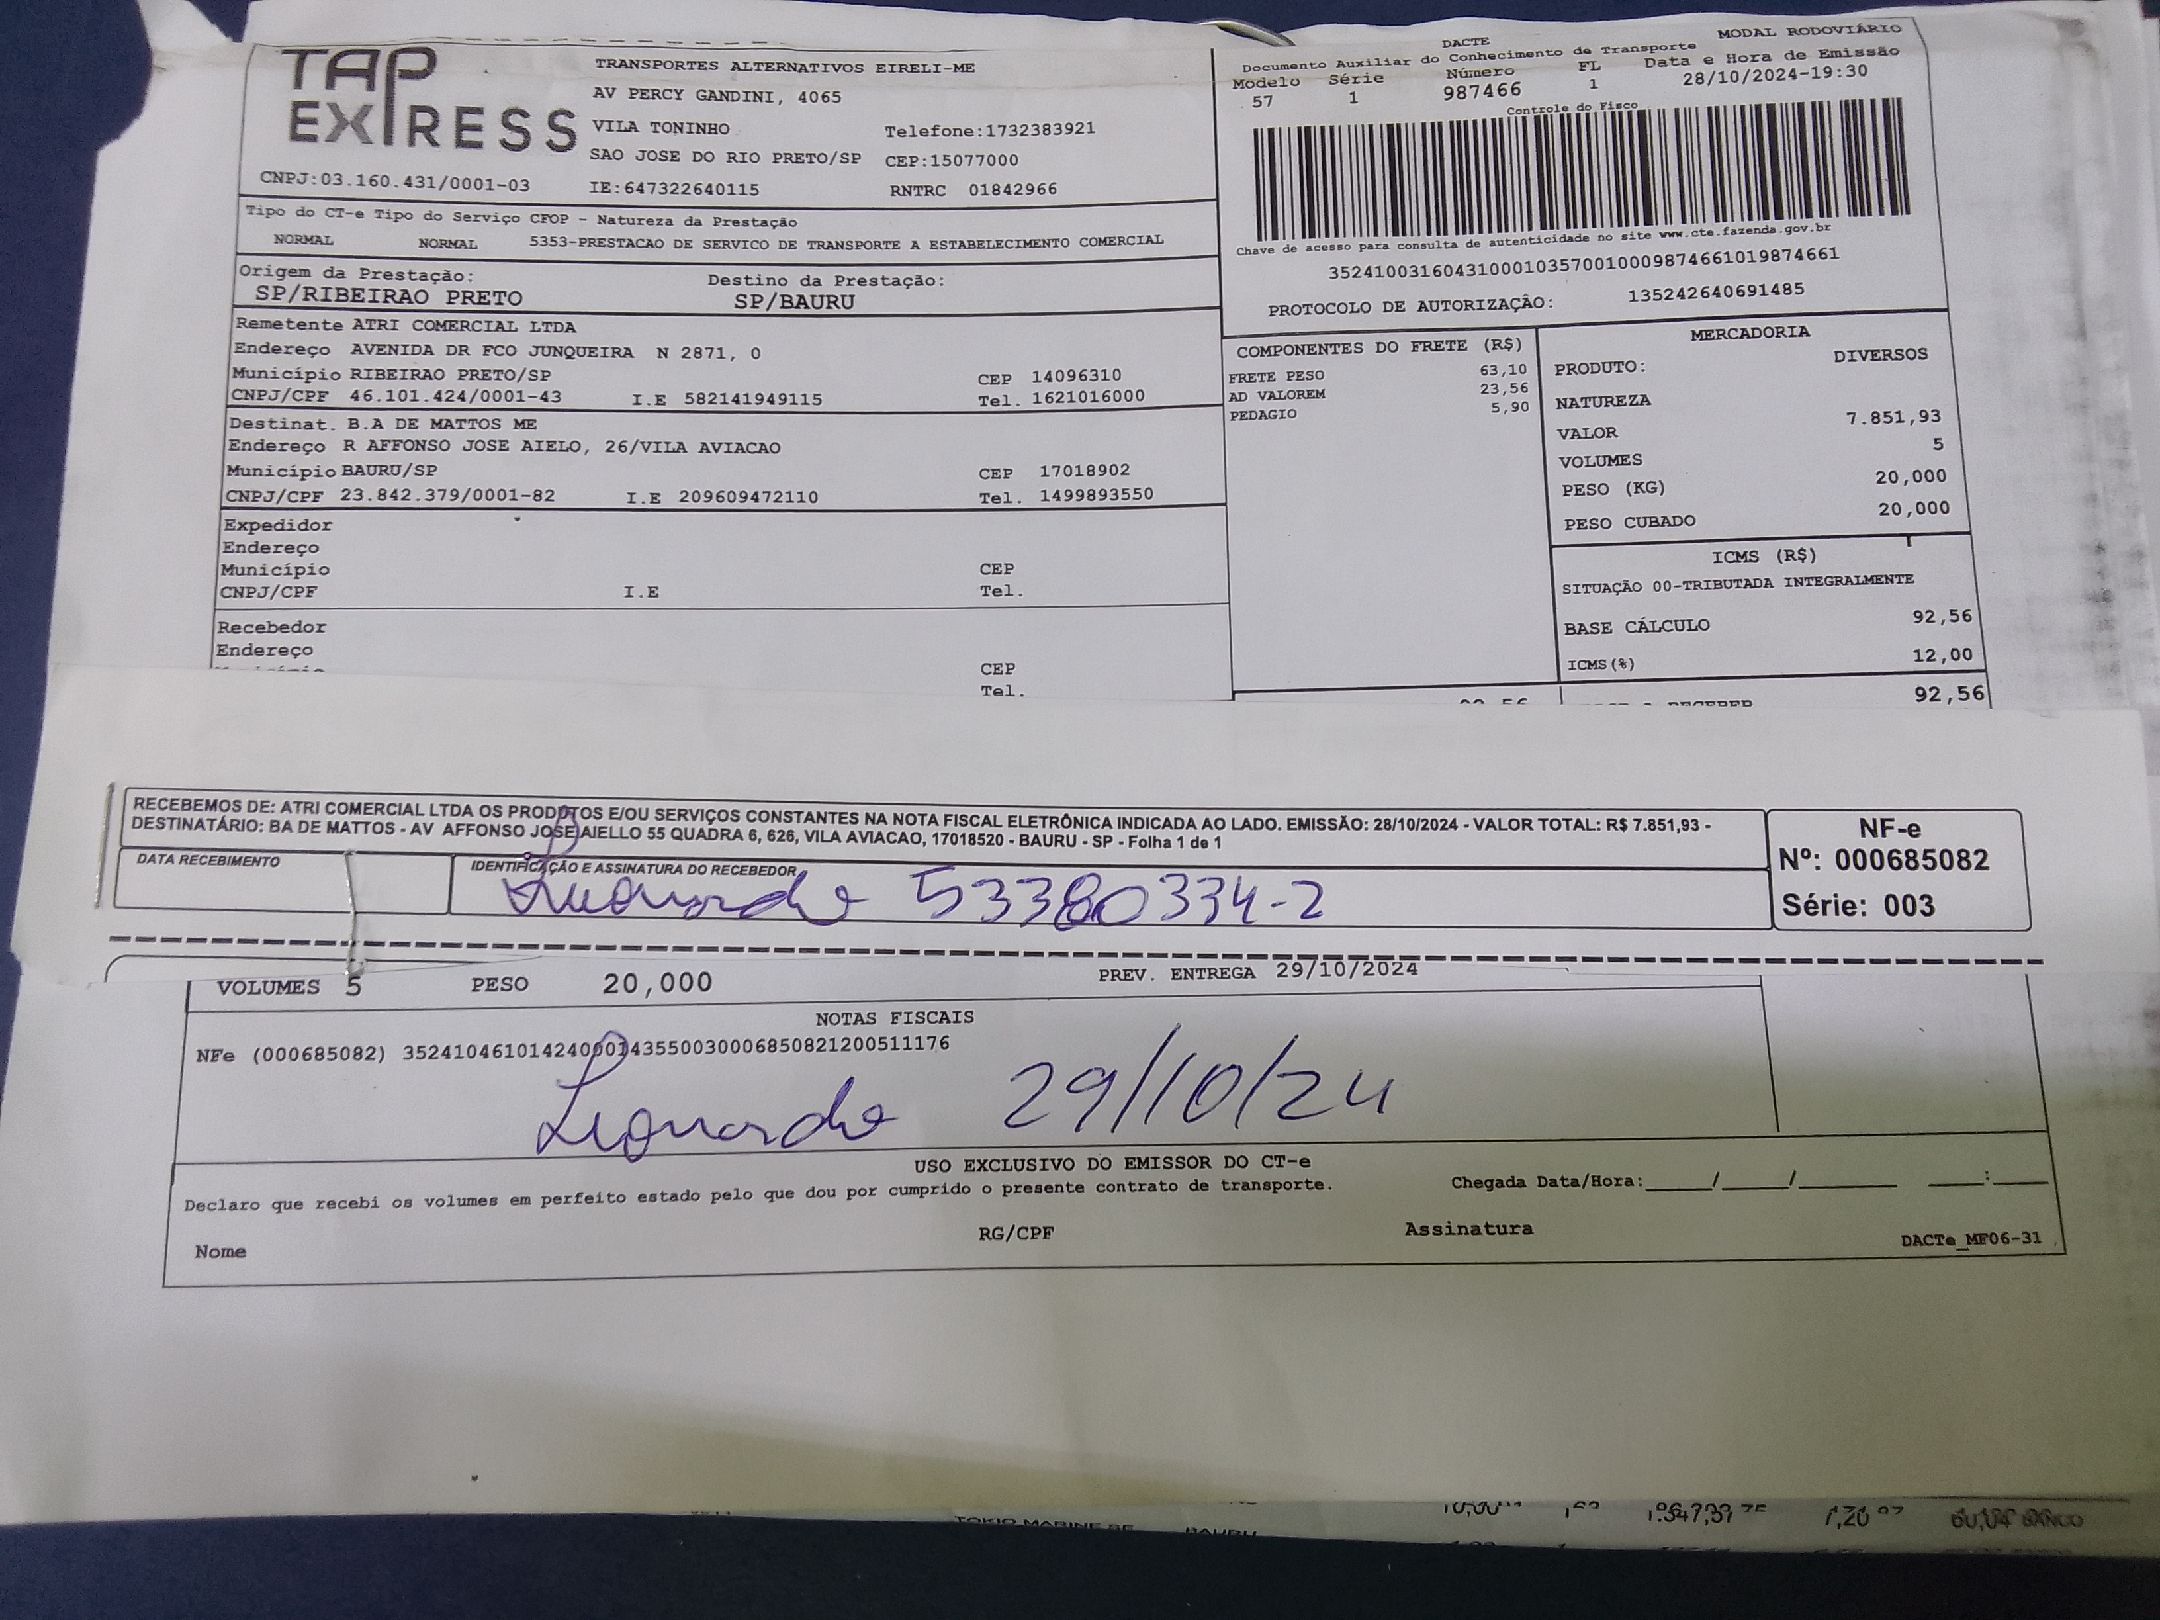 TAP EXPRESS
TRANSPORTES ALTERNATIVOS EIRELI-ME
AV PERCY GANDINI, 4065
VILA TONINHO Telefone:1732383921
SAO JOSE DO RIO PRETO/SP CEP:15077000
CNPJ:03.160.431/0001-03 IE:647322640115 RNTRC 01842966
DACTE MODAL RODOVIÁRIO
Documento Auxiliar do Conhecimento de Transporte
Modelo Série Número FL Data e Hora de Emissão
57 1 987466 1 28/10/2024-19:30
Controle do Fisco
Chave de acesso para consulta de autenticidade no site www.cte.fazenda.gov.br
35241003160431000103570010009874661019874661
PROTOCOLO DE AUTORIZAÇÃO: 135242640691485
Tipo do CT-e Tipo do Serviço CFOP - Natureza da Prestação
NORMAL NORMAL 5353-PRESTACAO DE SERVICO DE TRANSPORTE A ESTABELECIMENTO COMERCIAL
Origem da Prestação: Destino da Prestação:
SP/RIBEIRAO PRETO SP/BAURU
Remetente ATRI COMERCIAL LTDA
Endereço AVENIDA DR FCO JUNQUEIRA N 2871, 0
Município RIBEIRAO PRETO/SP CEP 14096310
CNPJ/CPF 46.101.424/0001-43 I.E 582141949115 Tel. 1621016000
Destinat. B.A DE MATTOS ME
Endereço R AFFONSO JOSE AIELO, 26/VILA AVIACAO
Município BAURU/SP CEP 17018902
CNPJ/CPF 23.842.379/0001-82 I.E 209609472110 Tel. 1499893550
Expedidor
Endereço
Município CEP
CNPJ/CPF I.E Tel.
Recebedor
Endereço
CEP
Tel.
COMPONENTES DO FRETE (R$)
FRETE PESO 63,10
AD VALOREM 23,56
PEDAGIO 5,90
MERCADORIA
PRODUTO: DIVERSOS
NATUREZA
VALOR 7.851,93
VOLUMES 5
PESO (KG) 20,000
PESO CUBADO 20,000
ICMS (R$)
SITUAÇÃO 00-TRIBUTADA INTEGRALMENTE
BASE CÁLCULO 92,56
ICMS(%) 12,00
92,56
RECEBEMOS DE: ATRI COMERCIAL LTDA OS PRODUTOS E/OU SERVIÇOS CONSTANTES NA NOTA FISCAL ELETRÔNICA INDICADA AO LADO. EMISSÃO: 28/10/2024 - VALOR TOTAL: R$ 7.851,93 -
DESTINATÁRIO: BA DE MATTOS - AV AFFONSO JOSE AIELLO 55 QUADRA 6, 626, VILA AVIACAO, 17018520 - BAURU - SP - Folha 1 de 1
DATA RECEBIMENTO IDENTIFICAÇÃO E ASSINATURA DO RECEBEDOR
Leonardo 53380334-2
NF-e
Nº: 000685082
Série: 003
VOLUMES 5 PESO 20,000 PREV. ENTREGA 29/10/2024
NOTAS FISCAIS
NFe (000685082) 35241046101424000143550030006850821200511176
Leonardo 29/10/24
USO EXCLUSIVO DO EMISSOR DO CT-e
Declaro que recebi os volumes em perfeito estado pelo que dou por cumprido o presente contrato de transporte. Chegada Data/Hora:_____/_____/_______ ____:____
Nome RG/CPF Assinatura DACTe_MF06-31